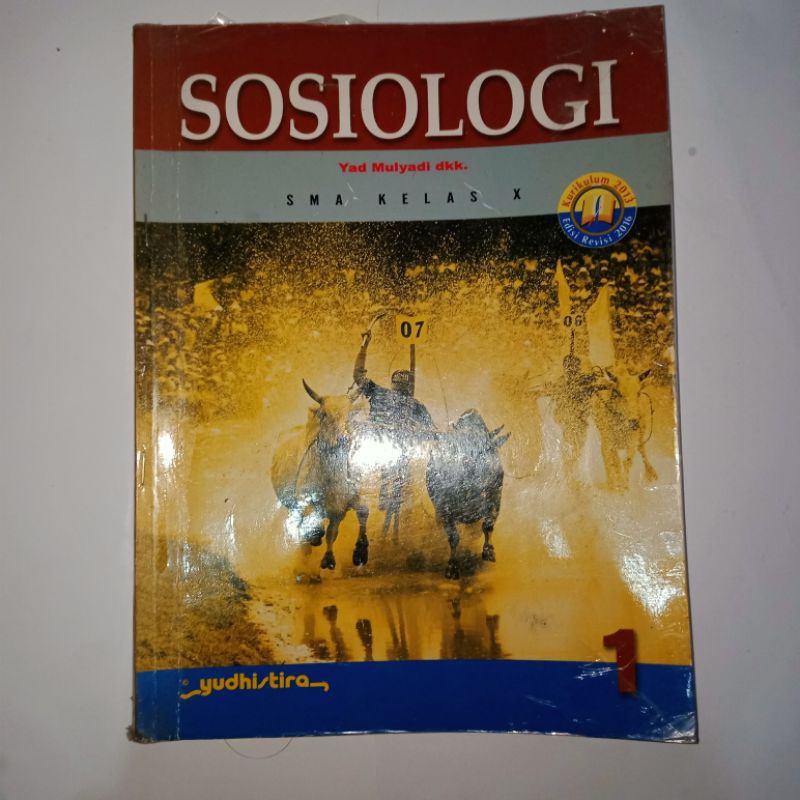 SOSIOLOGI
Yad Mulyadi dkk.
SMA KELAS X
Kurikulum 2013
Edisi Revisi 2016
07
06
© yudhistira
1